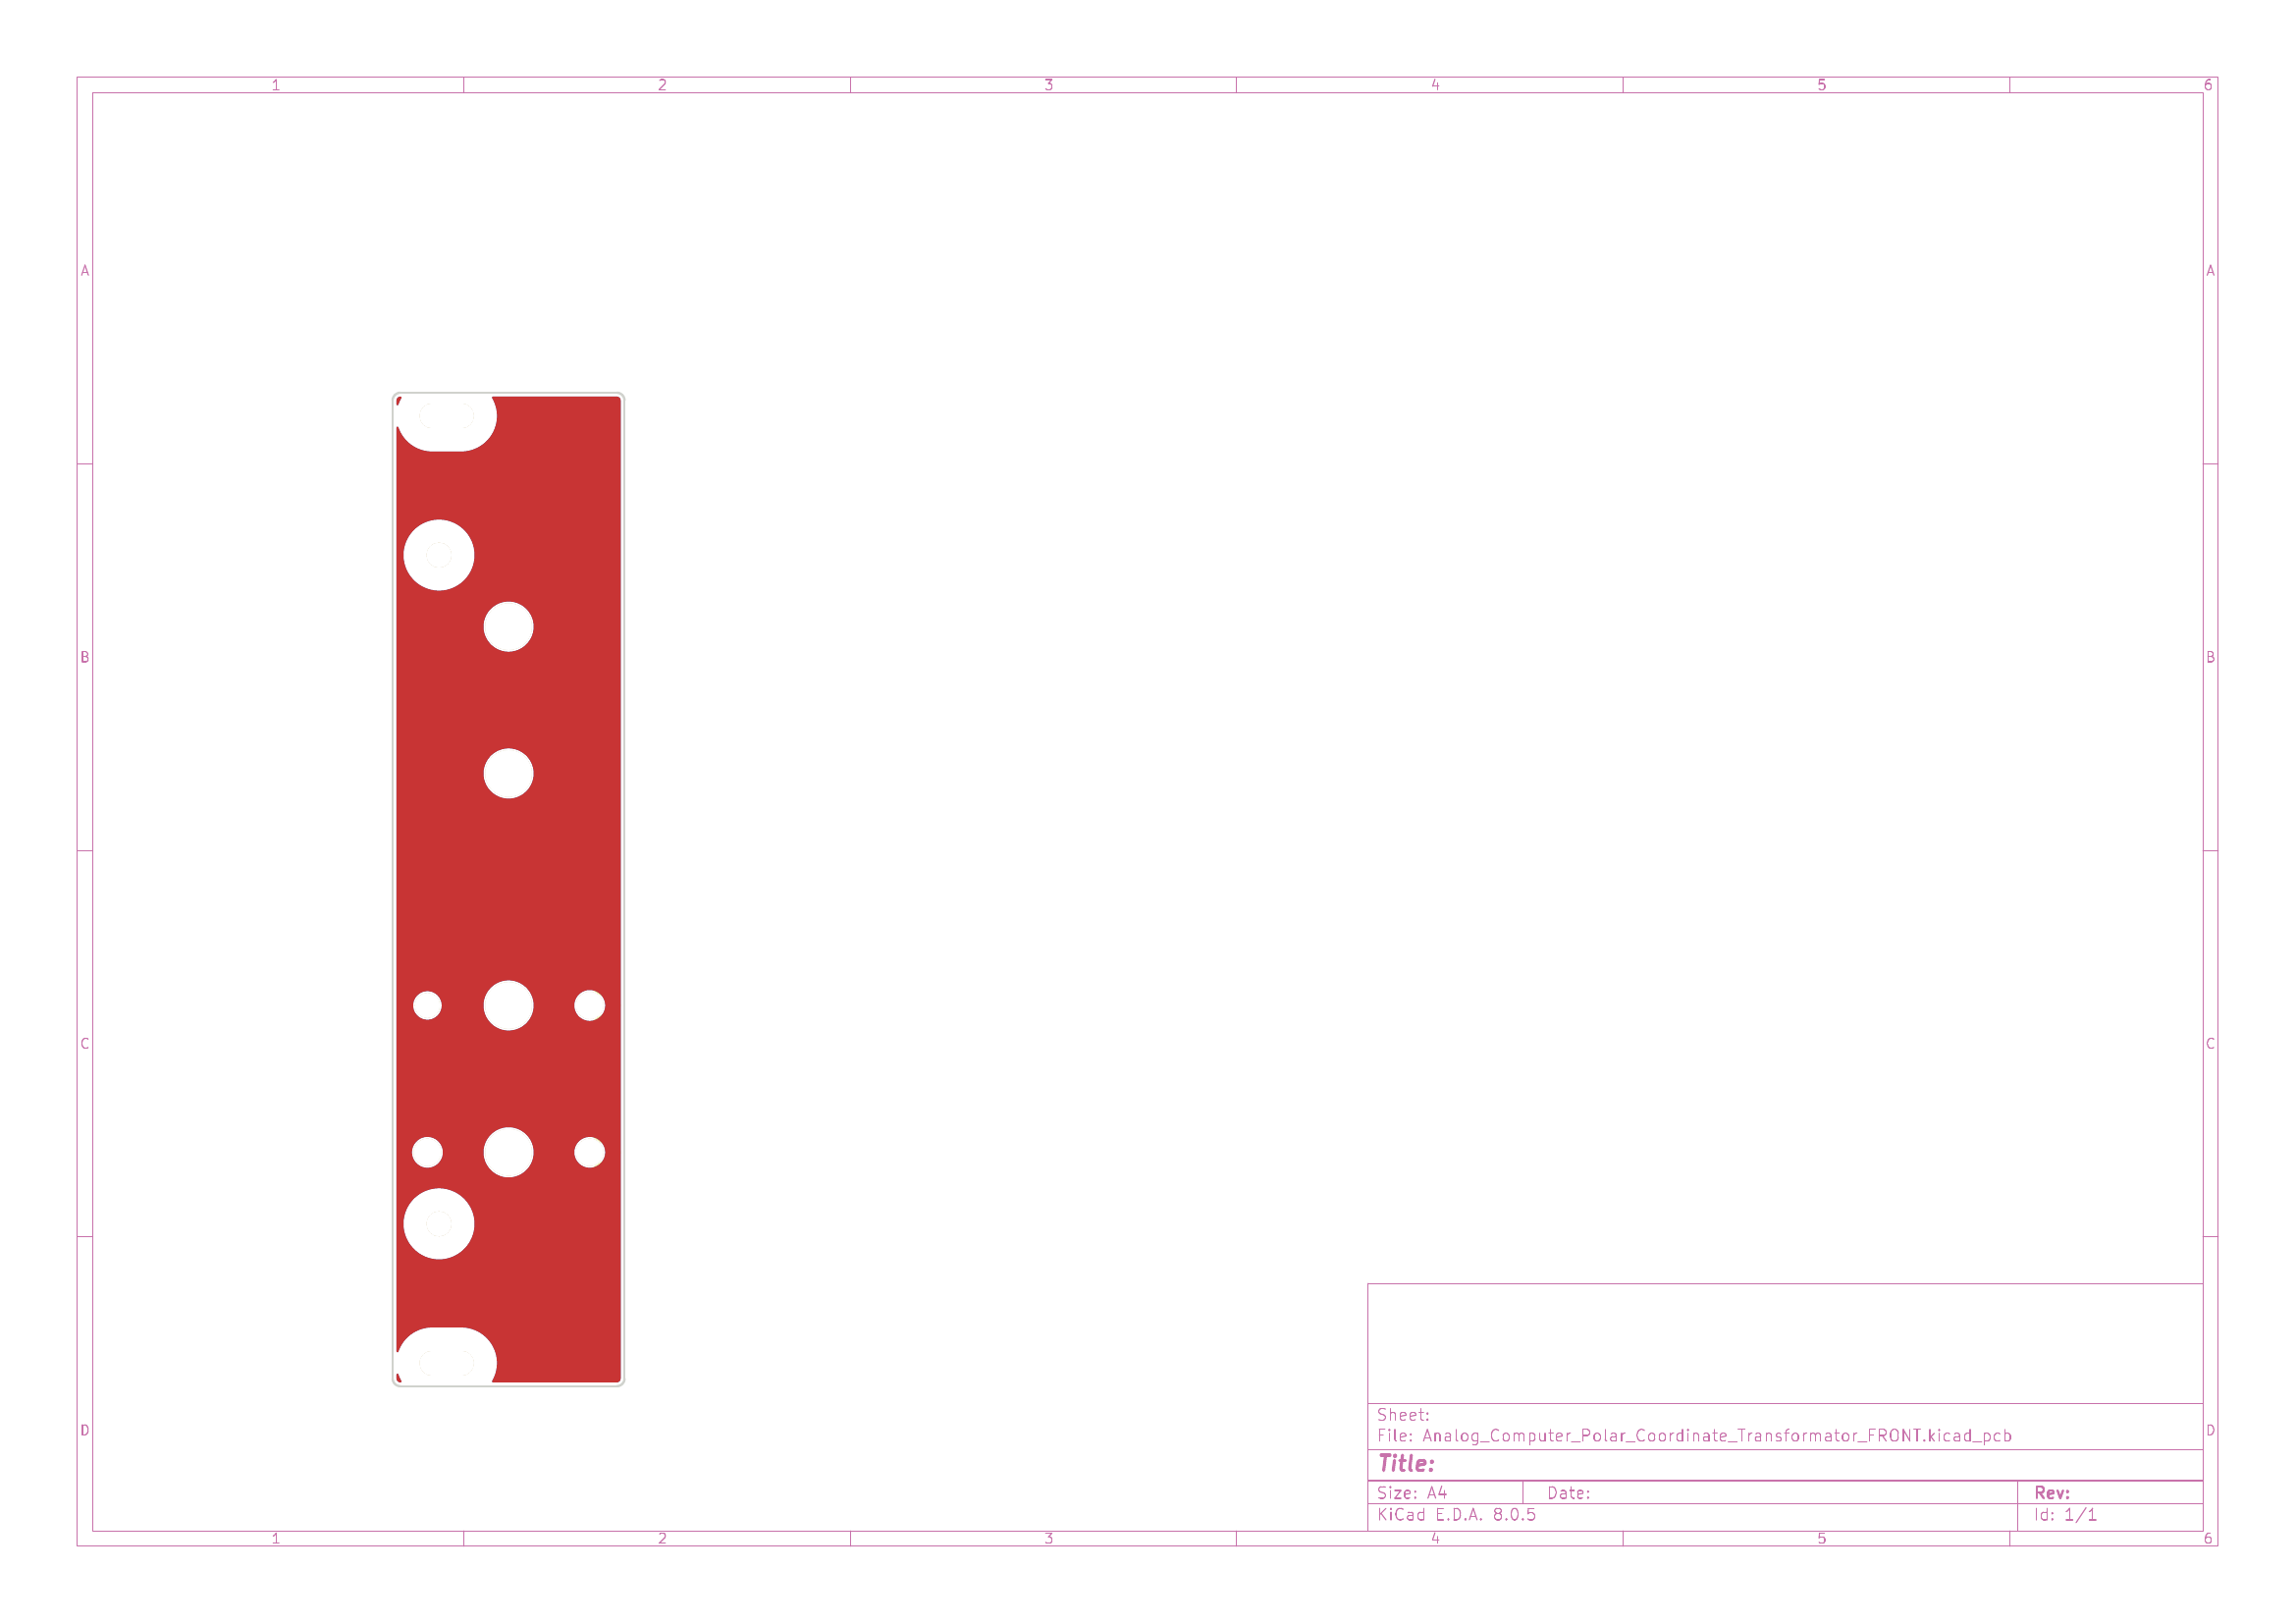 1 2 3 4 5 6
A A
B B
C C
Sheet:
File: Analog_Computer_Polar_Coordinate_Transformator_FRONT.kicad_pcb
D D
Title:
Size: A4 Date: Rev:
KiCad E.D.A. 8.0.5 Id: 1/1
1 2 3 4 5 6